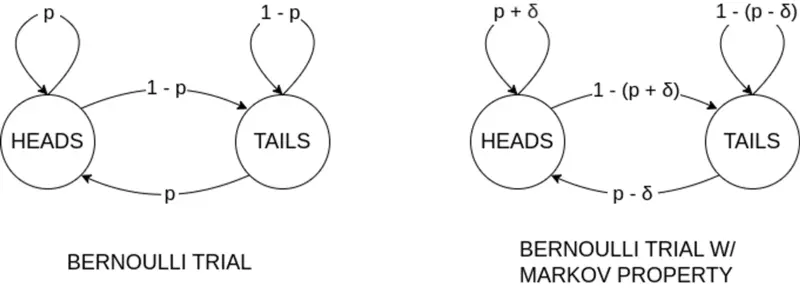 p
1 - p
1 - p
HEADS
TAILS
p
BERNOULLI TRIAL
p + δ
1 - (p - δ)
1 - (p + δ)
HEADS
TAILS
p - δ
BERNOULLI TRIAL W/
MARKOV PROPERTY